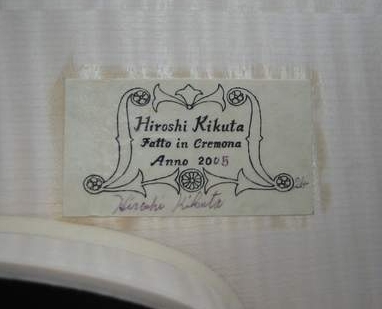 Hiroshi Kikuta
Fatto in Cremona
Anno 2005
Hiroshi Kikuta